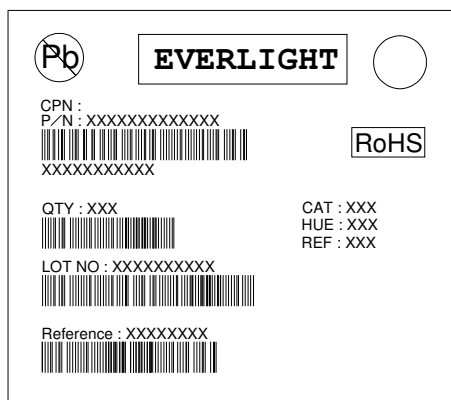 Pb
EVERLIGHT
CPN :
P/N : XXXXXXXXXXXXX
RoHS
XXXXXXXXXXX
QTY : XXX
CAT : XXX
HUE : XXX
REF : XXX
LOT NO : XXXXXXXXXX
Reference : XXXXXXXX